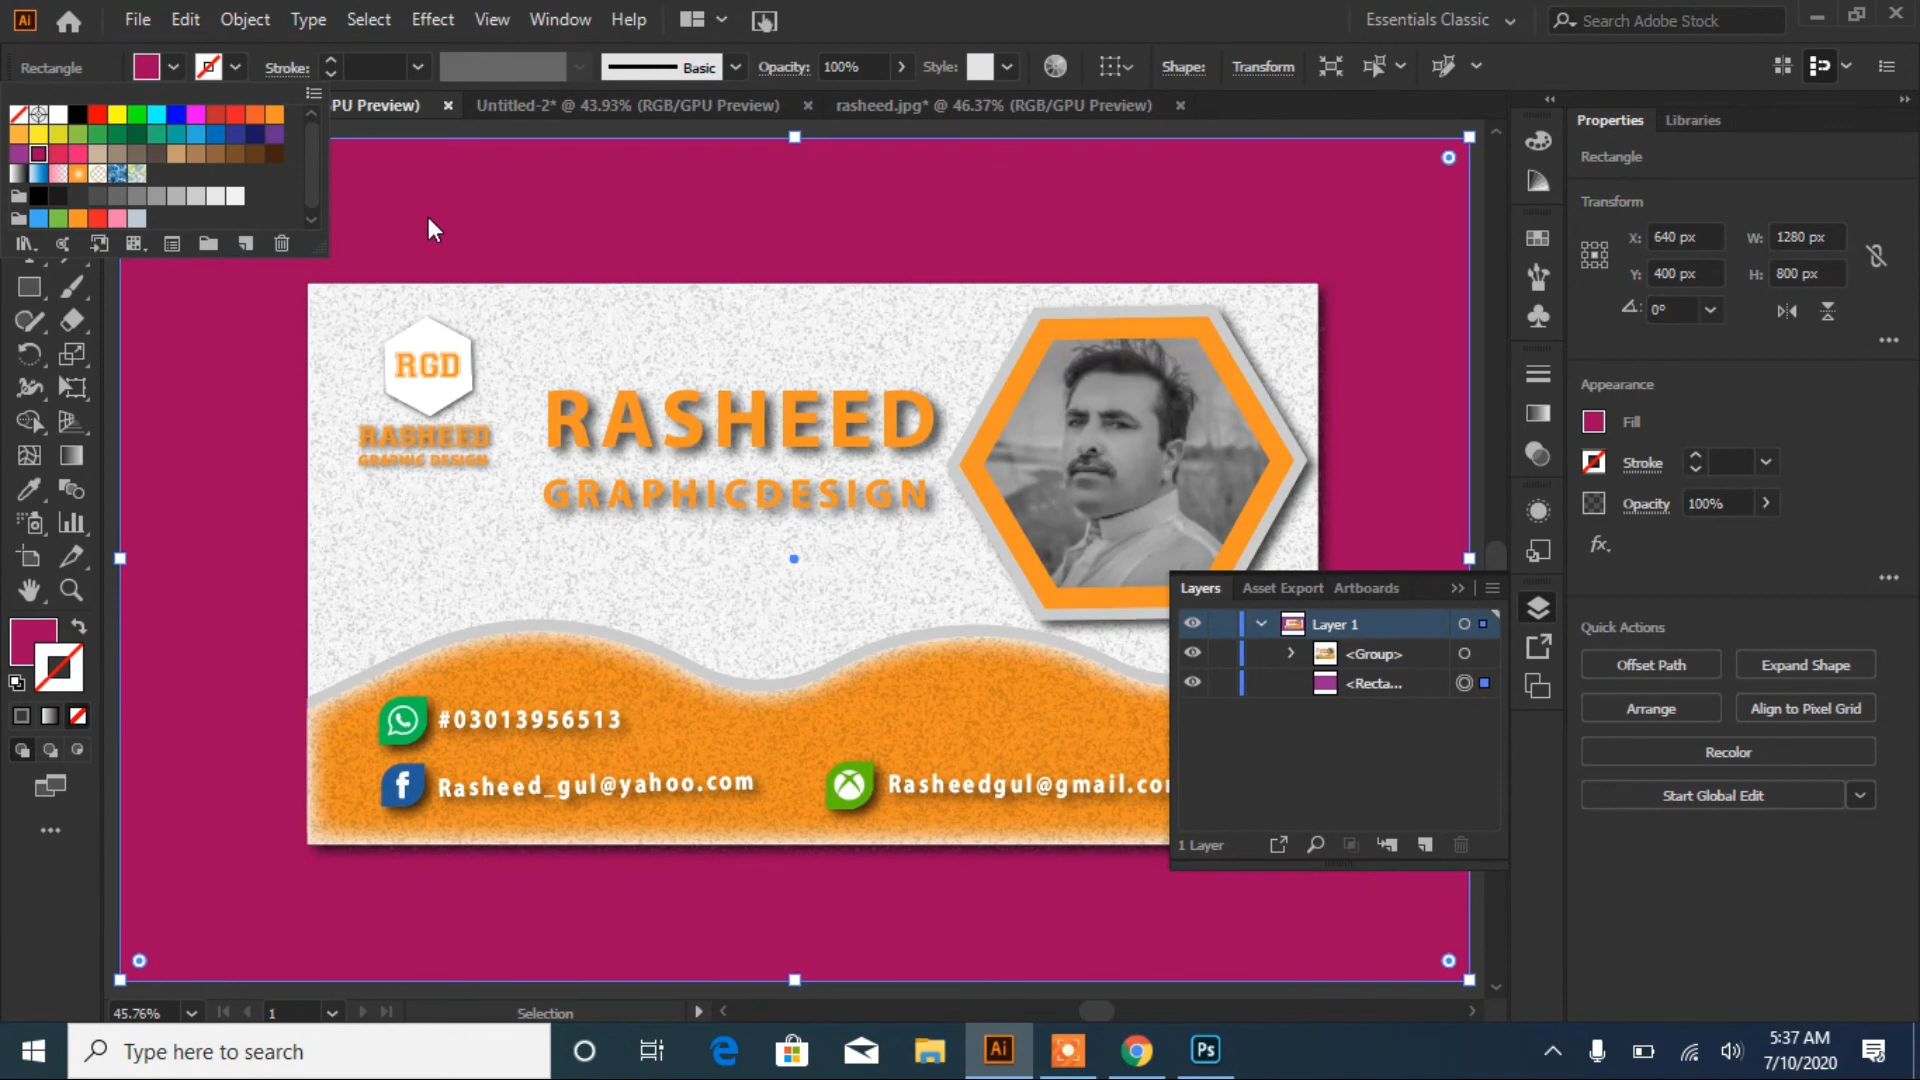 Ai File Edit Object Type Select Effect View Window Help Essentials Classic Search Adobe Stock
Rectangle Stroke: Basic Opacity: 100% Style: Shape: Transform
PU Preview) × Untitled-2* @ 43.93% (RGB/GPU Preview) × rasheed.jpg* @ 46.37% (RGB/GPU Preview) ×
Properties Libraries
Rectangle
Transform
X: 640 px W: 1280 px
Y: 400 px H: 800 px
0°
Appearance
Fill
Stroke
Opacity 100%
fx.
Quick Actions
Offset Path Expand Shape
Arrange Align to Pixel Grid
Recolor
Start Global Edit
RGD
RASHEED
GRAPHIC DESIGN
RASHEED
GRAPHICDESIGN
#03013956513
Rasheed_gul@yahoo.com
Rasheedgul@gmail.co
Layers Asset Export Artboards
Layer 1
<Group>
<Recta...
1 Layer
45.76% 1 Selection
Type here to search
Ai Ps
5:37 AM
7/10/2020